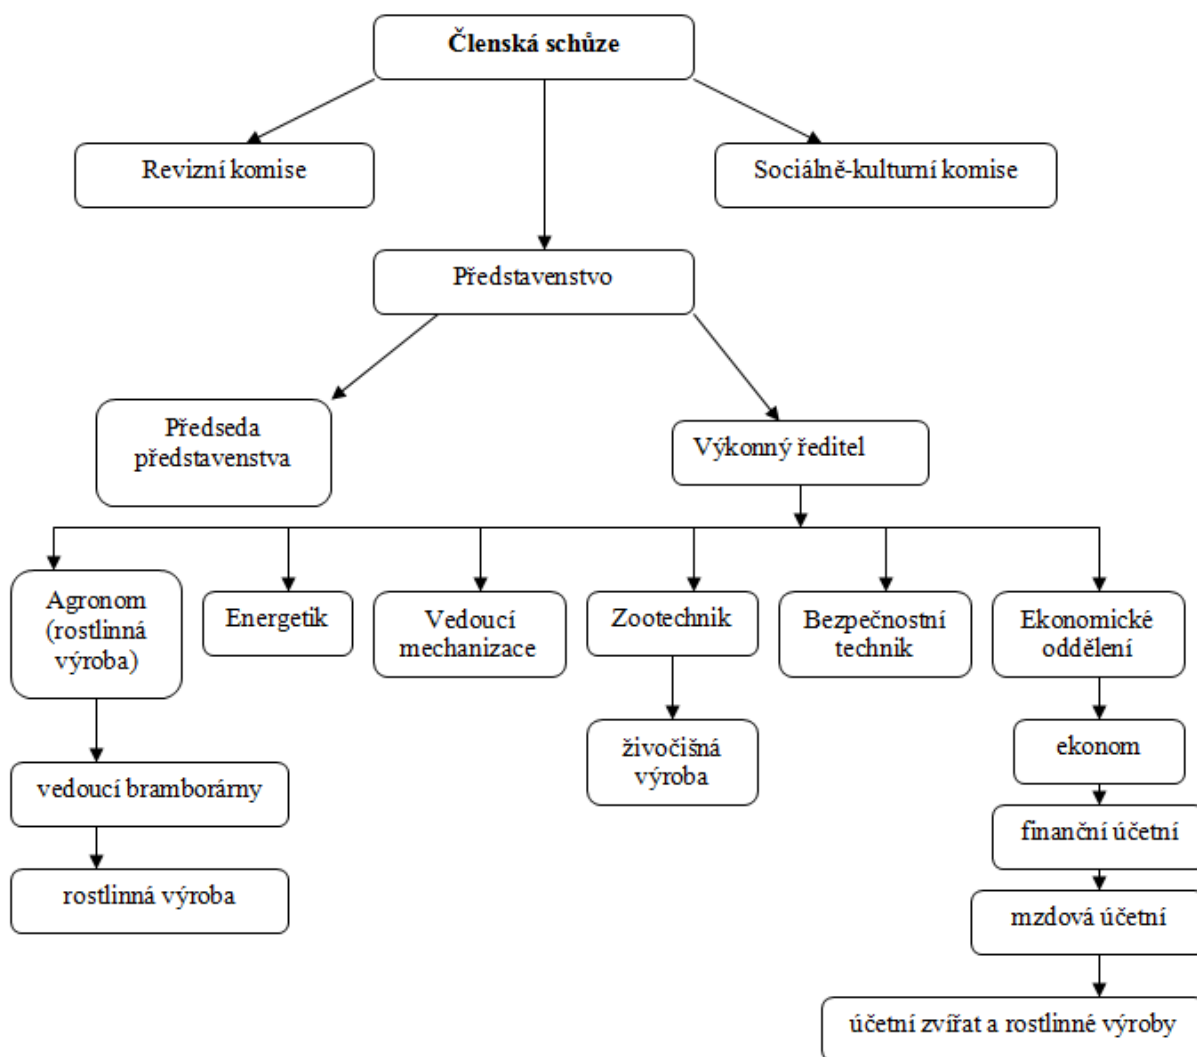 Členská schůze
Revizní komise
Sociálně-kulturní komise
Představenstvo
Předseda
představenstva
Výkonný ředitel
Agronom
(rostlinná
výroba)
Energetik
Vedoucí
mechanizace
Zootechnik
Bezpečnostní
technik
Ekonomické
oddělení
živočišná
výroba
ekonom
vedoucí bramborárny
finanční účetní
rostlinná výroba
mzdová účetní
účetní zvířat a rostlinné výroby